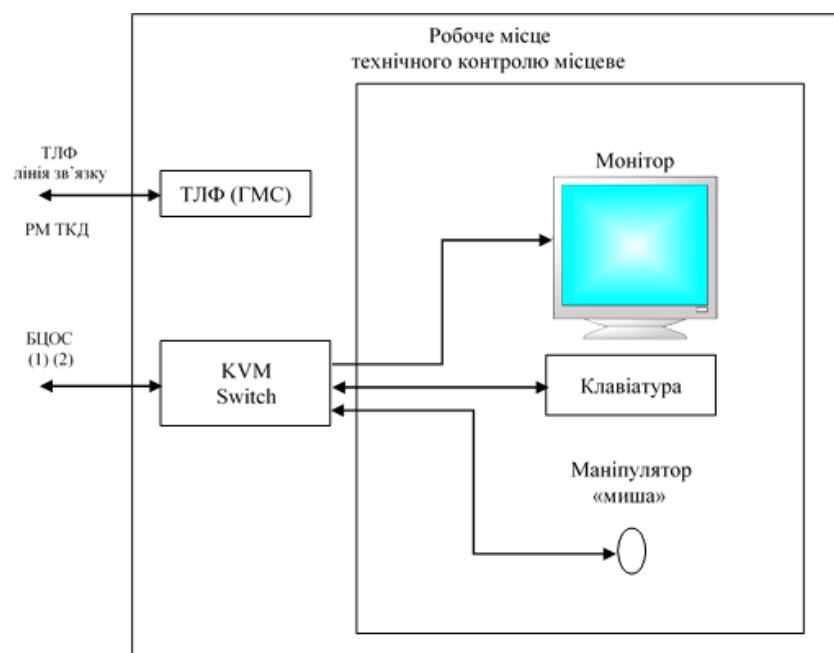 Робоче місце
технічного контролю місцеве
ТЛФ
лінія зв`язку
ТЛФ (ГМС)
РМ ТКД
Монітор
БЦОС
(1) (2)
KVM
Switch
Клавіатура
Маніпулятор
«миша»